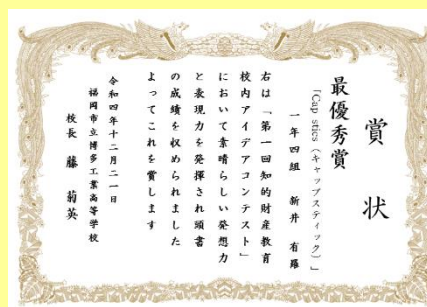 賞状
最優秀賞
「Cap stics（キャップスティック）」
一年四組　新井　有羅
右は「第一回知的財産教育
校内アイデアコンテスト」
において素晴らしい発想力
と表現力を発揮され頭書
の成績を収められました
よってこれを賞します
令和四年十二月二一日
福岡市立博多工業高等学校
校長　藤　菊英